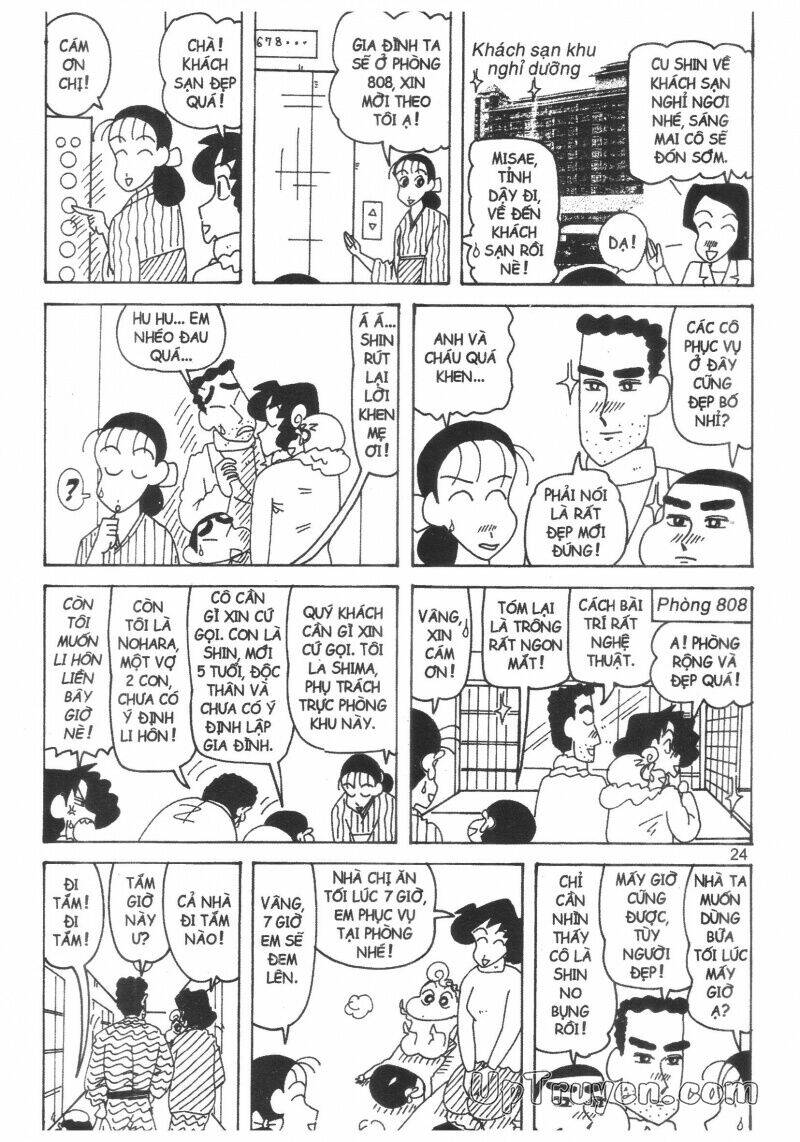 CU SHIN VỀ
KHÁCH SẠN
NGHỈ NGƠI
NHÉ, SÁNG
MAI CÔ SẼ
ĐÓN SỚM.
Khách sạn khu
nghỉ dưỡng
DẠ!
MISAE,
TỈNH
DẬY ĐI,
VỀ ĐẾN
KHÁCH
SẠN RỒI
NÈ!
GIA ĐÌNH TA
SẼ Ở PHÒNG
808, XIN
MỜI THEO
TÔI Ạ!
678...
CHÀ!
KHÁCH
SẠN ĐẸP
QUÁ!
CÁM
ƠN
CHỊ!
CÁC CÔ
PHỤC VỤ
Ở ĐÂY
CŨNG
ĐẸP BỐ
NHỈ?
PHẢI NÓI
LÀ RẤT
ĐẸP MỚI
ĐÚNG!
ANH VÀ
CHÁU QUÁ
KHEN...
Á Á...
SHIN
RÚT
LẠI
LỜI
KHEN
MẸ
ƠI!
HU HU... EM
NHÉO ĐAU
QUÁ...
?
Phòng 808
A! PHÒNG
RỘNG VÀ
ĐẸP QUÁ!
CÁCH BÀI
TRÍ RẤT
NGHỆ
THUẬT.
TÓM LẠI
LÀ TRÔNG
RẤT NGON
MẮT!
VÂNG,
XIN
CÁM
ƠN!
QUÝ KHÁCH
CẦN GÌ XIN
CỨ GỌI. TÔI
LÀ SHIMA,
PHỤ TRÁCH
TRỰC PHÒNG
KHU NÀY.
CÔ CẦN
GÌ XIN CỨ
GỌI. CON LÀ
SHIN, MỚI
5 TUỔI, ĐỘC
THÂN VÀ
CHƯA CÓ Ý
ĐỊNH LẬP
GIA ĐÌNH.
CÒN
TÔI LÀ
NOHARA,
MỘT VỢ
2 CON,
CHƯA CÓ
Ý ĐỊNH
LI HÔN!
CÒN
TÔI
MUỐN
LI HÔN
LIỀN
BÂY
GIỜ
NÈ!
24
NHÀ TA
MUỐN
DÙNG
BỮA
TỐI LÚC
MẤY
GIỜ
Ạ?
MẤY GIỜ
CŨNG
ĐƯỢC,
TÙY
NGƯỜI
ĐẸP!
CHỈ
CẦN
NHÌN
THẤY
CÔ LÀ
SHIN
NO
BỤNG
RỒI!
NHÀ CHỊ ĂN
TỐI LÚC 7 GIỜ,
EM PHỤC VỤ
TẠI PHÒNG
NHÉ!
VÂNG,
7 GIỜ
EM SẼ
ĐEM
LÊN.
CẢ NHÀ
ĐI TẮM
NÀO!
TẮM
GIỜ
NÀY
Ư?
ĐI
TẮM!
ĐI
TẮM!
UpTruyen.com